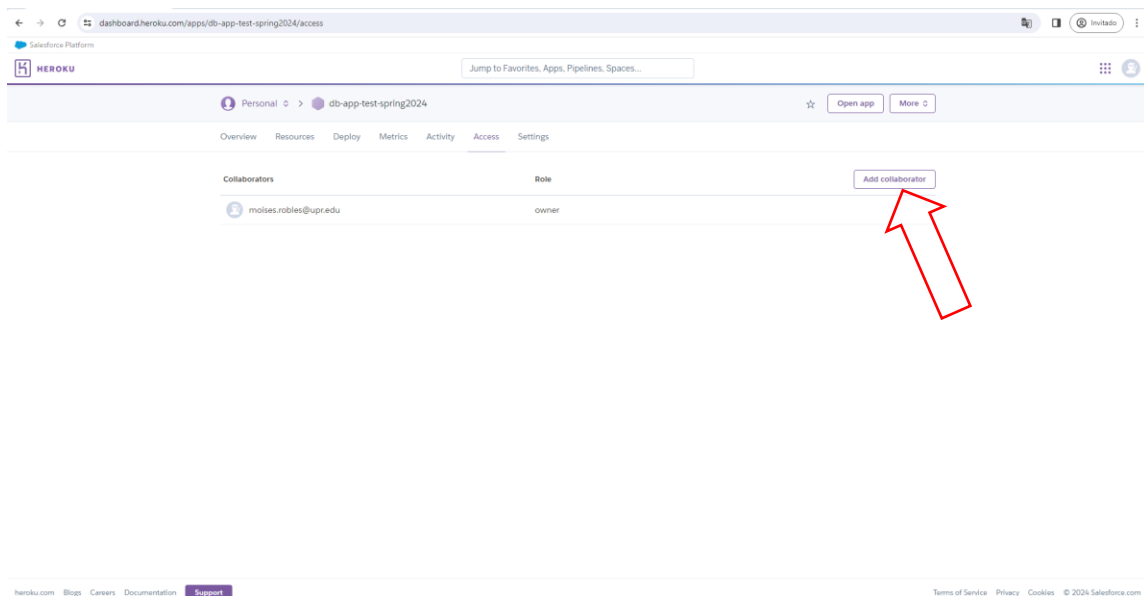 dashboard.heroku.com/apps/db-app-test-spring2024/access
Invitado
Salesforce Platform
HEROKU
Jump to Favorites, Apps, Pipelines, Spaces...
Personal > db-app-test-spring2024
Open app
More
Overview Resources Deploy Metrics Activity Access Settings
Collaborators Role
Add collaborator
moises.robles@upr.edu owner
heroku.com Blogs Careers Documentation Support
Terms of Service Privacy Cookies © 2024 Salesforce.com